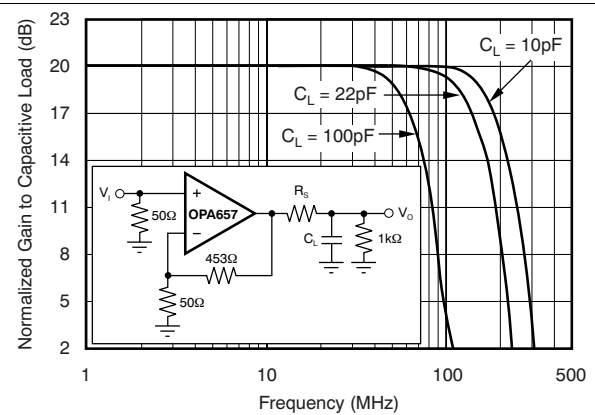 Normalized Gain to Capacitive Load (dB)
23
20
17
14
11
8
5
2
C_L = 10pF
C_L = 22pF
C_L = 100pF
V_I
+
OPA657
−
50Ω
453Ω
50Ω
R_S
C_L
V_O
1kΩ
1
10
100
500
Frequency (MHz)